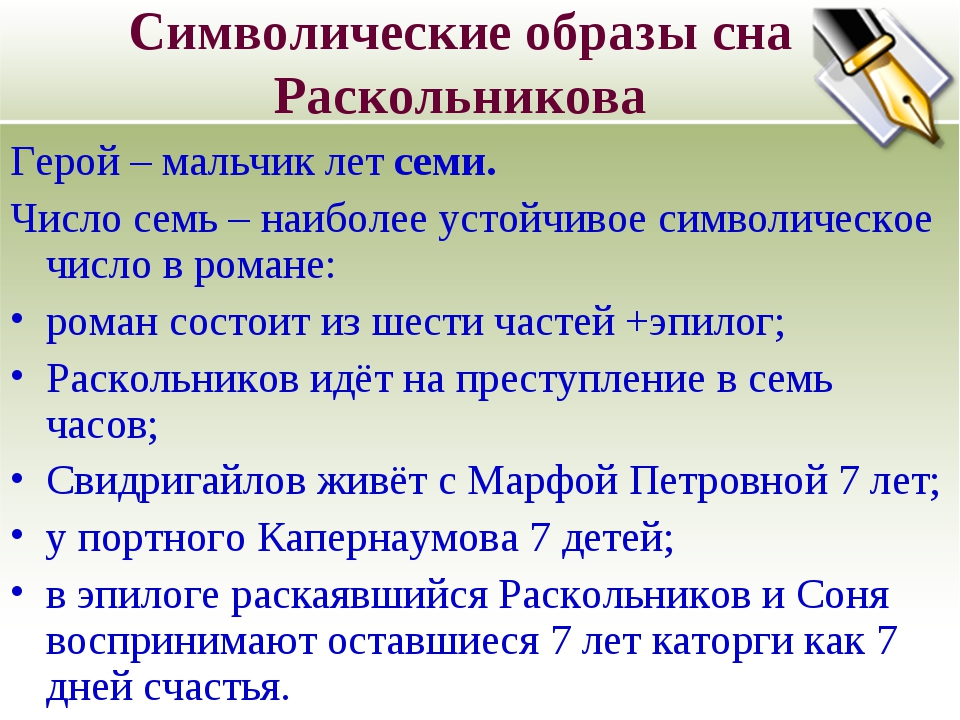 Символические образы сна
Раскольникова
Герой – мальчик лет семи.
Число семь – наиболее устойчивое символическое
число в романе:
• роман состоит из шести частей +эпилог;
• Раскольников идёт на преступление в семь
часов;
• Свидригайлов живёт с Марфой Петровной 7 лет;
• у портного Капернаумова 7 детей;
• в эпилоге раскаявшийся Раскольников и Соня
воспринимают оставшиеся 7 лет каторги как 7
дней счастья.